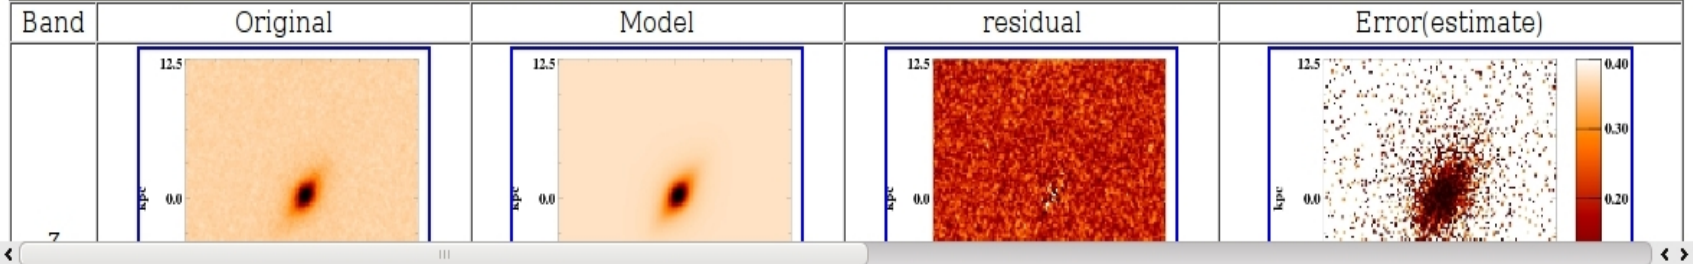 Band Original Model residual Error(estimate)
12.5 12.5 12.5 12.5 0.40
0.30
kpc 0.0 kpc 0.0 kpc 0.0 kpc 0.0 0.20